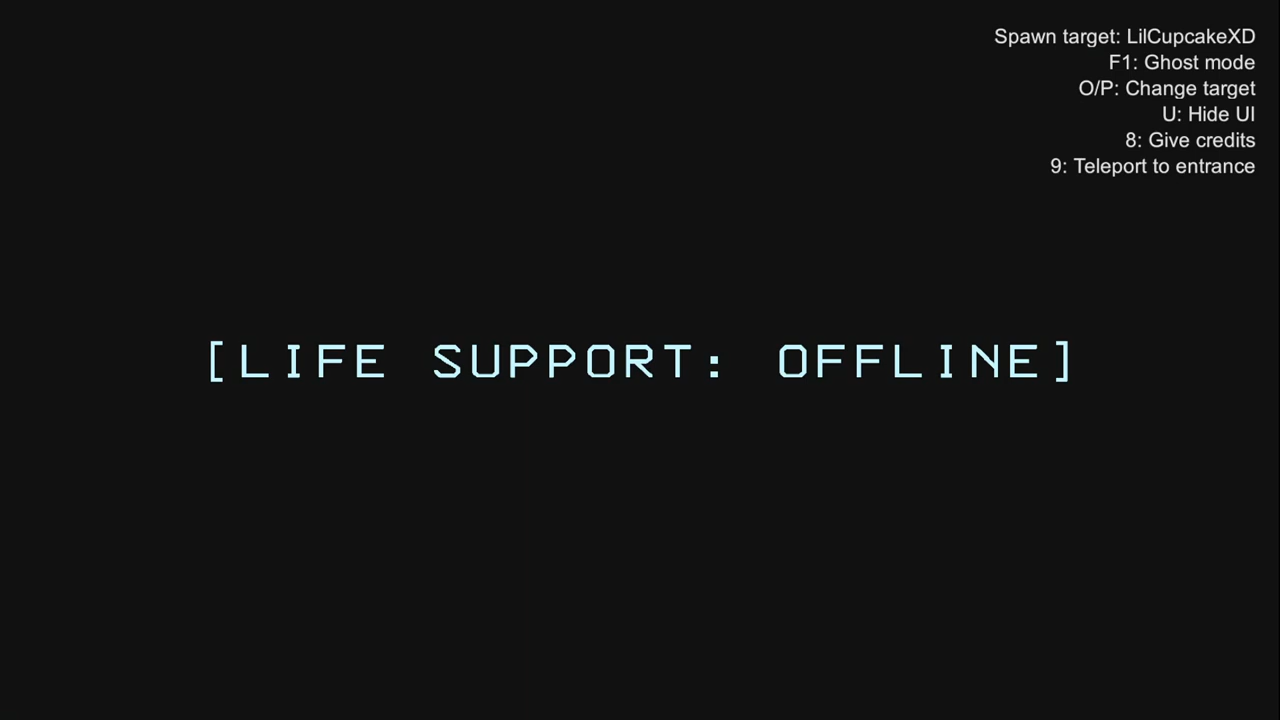 Spawn target: LilCupcakeXD
F1: Ghost mode
O/P: Change target
U: Hide UI
8: Give credits
9: Teleport to entrance
[LIFE SUPPORT: OFFLINE]